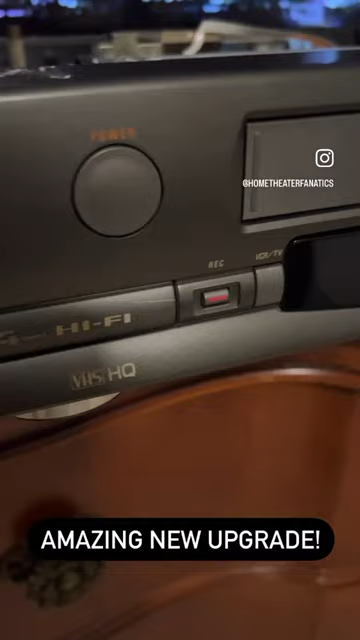 POWER
@HOMETHEATERFANATICS
REC
VCR/TV
HI-FI
VHS HQ
AMAZING NEW UPGRADE!